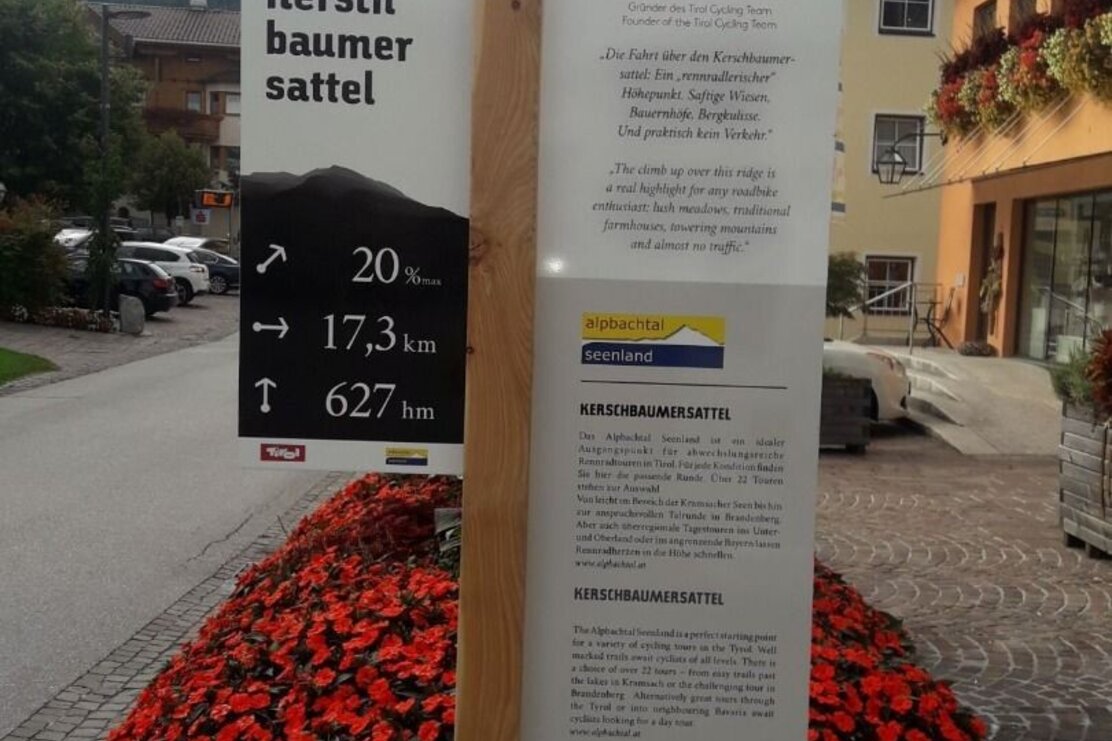 baumer
sattel
20 %max
17,3 km
627 hm
Tirol
Gründer des Tirol Cycling Team
Founder of the Tirol Cycling Team
„Die Fahrt über den Kerschbaumer-
sattel: Ein „rennradlerischer“
Höhepunkt. Saftige Wiesen,
Bauernhöfe, Bergkulisse.
Und praktisch kein Verkehr.“
„The climb up over this ridge is
a real highlight for any roadbike
enthusiast: lush meadows, traditional
farmhouses, towering mountains
and almost no traffic.“
alpbachtal
seenland
KERSCHBAUMERSATTEL
Das Alpbachtal Seenland ist ein idealer
Ausgangspunkt für abwechslungsreiche
Rennradtouren in Tirol. Für jede Kondition finden
Sie hier die passende Runde. Über 22 Touren
stehen zur Auswahl.
Von leicht im Bereich der Kramsacher Seen bis hin
zur anspruchsvollen Talrunde in Brandenberg.
Aber auch überregionale Tagestouren ins Unter-
und Oberland oder ins angrenzende Bayern lassen
Rennradherzen in die Höhe schnellen.
www.alpbachtal.at
KERSCHBAUMERSATTEL
The Alpbachtal Seenland is a perfect starting point
for a variety of cycling tours in the Tyrol. Well
marked trails await cyclists of all levels. There is
a choice of over 22 tours – from easy trails past
the lakes in Kramsach or the challenging tour in
Brandenberg. Alternatively great tours through
the Tyrol or into neighbouring Bavaria await
cyclists looking for a day tour.
www.alpbachtal.at